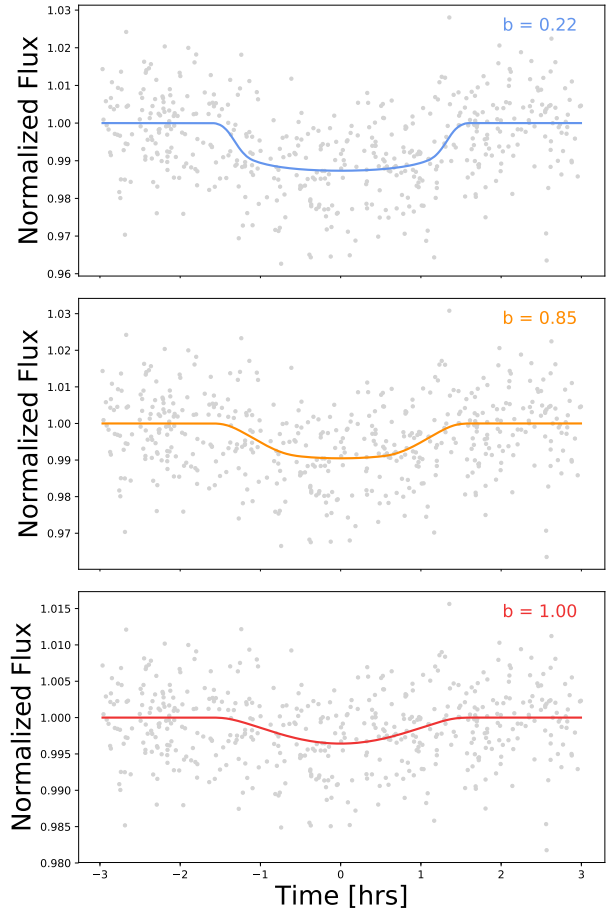 1.03
1.02
1.01
1.00
0.99
0.98
0.97
0.96
Normalized Flux
b = 0.22
1.03
1.02
1.01
1.00
0.99
0.98
0.97
Normalized Flux
b = 0.85
1.015
1.010
1.005
1.000
0.995
0.990
0.985
0.980
Normalized Flux
b = 1.00
−3 −2 −1 0 1 2 3
Time [hrs]